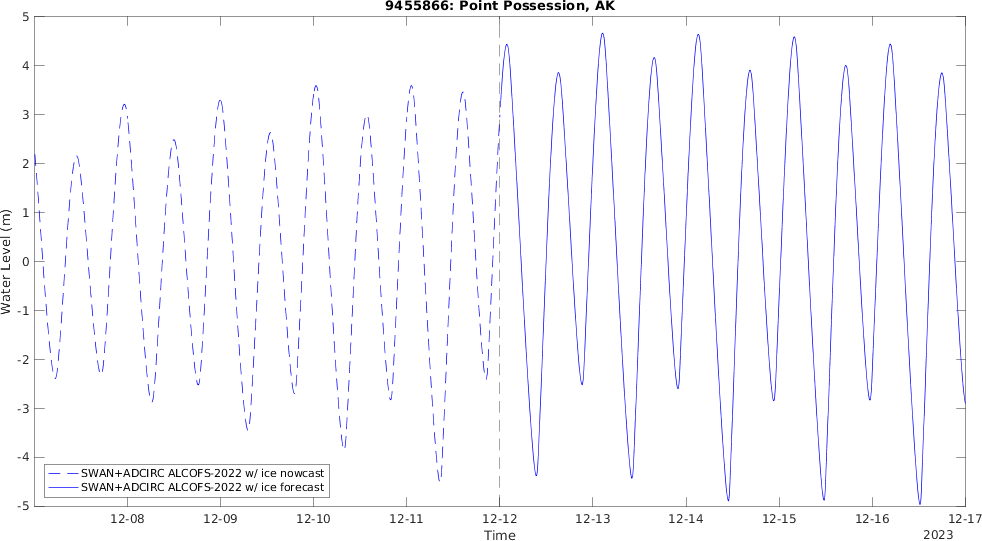 9455866: Point Possession, AK
5
4
3
2
1
0
-1
-2
-3
-4
-5
Water Level (m)
SWAN+ADCIRC ALCOFS-2022 w/ ice nowcast
SWAN+ADCIRC ALCOFS-2022 w/ ice forecast
12-08 12-09 12-10 12-11 12-12 12-13 12-14 12-15 12-16 12-17
Time
2023